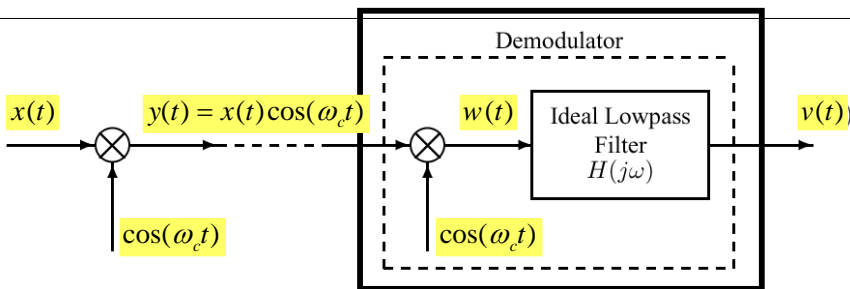 Demodulator
x(t)
y(t) = x(t)cos(ω_c t)
w(t)
Ideal Lowpass
Filter
H(jω)
v(t)
cos(ω_c t)
cos(ω_c t)